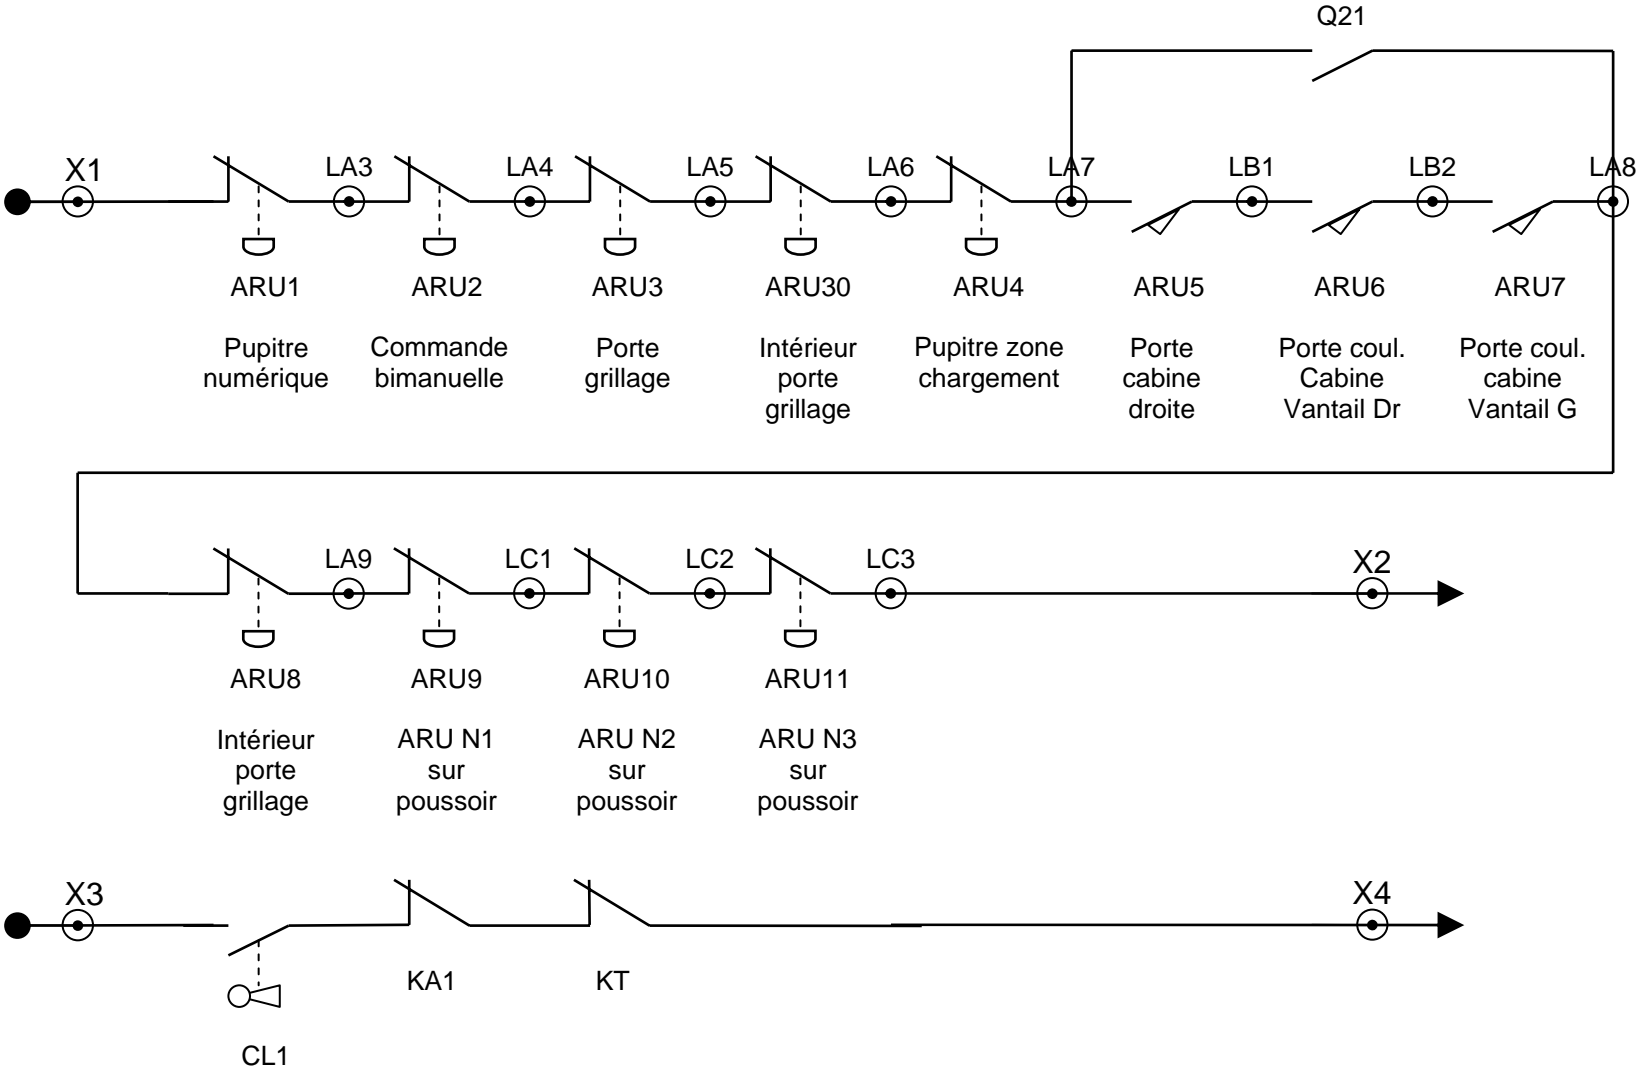 Q21
X1
LA3
LA4
LA5
LA6
LA7
LB1
LB2
LA8
ARU1
ARU2
ARU3
ARU30
ARU4
ARU5
ARU6
ARU7
Pupitre
numérique
Commande
bimanuelle
Porte
grillage
Intérieur
porte
grillage
Pupitre zone
chargement
Porte
cabine
droite
Porte coul.
Cabine
Vantail Dr
Porte coul.
cabine
Vantail G
LA9
LC1
LC2
LC3
X2
ARU8
ARU9
ARU10
ARU11
Intérieur
porte
grillage
ARU N1
sur
poussoir
ARU N2
sur
poussoir
ARU N3
sur
poussoir
X3
X4
KA1
KT
CL1